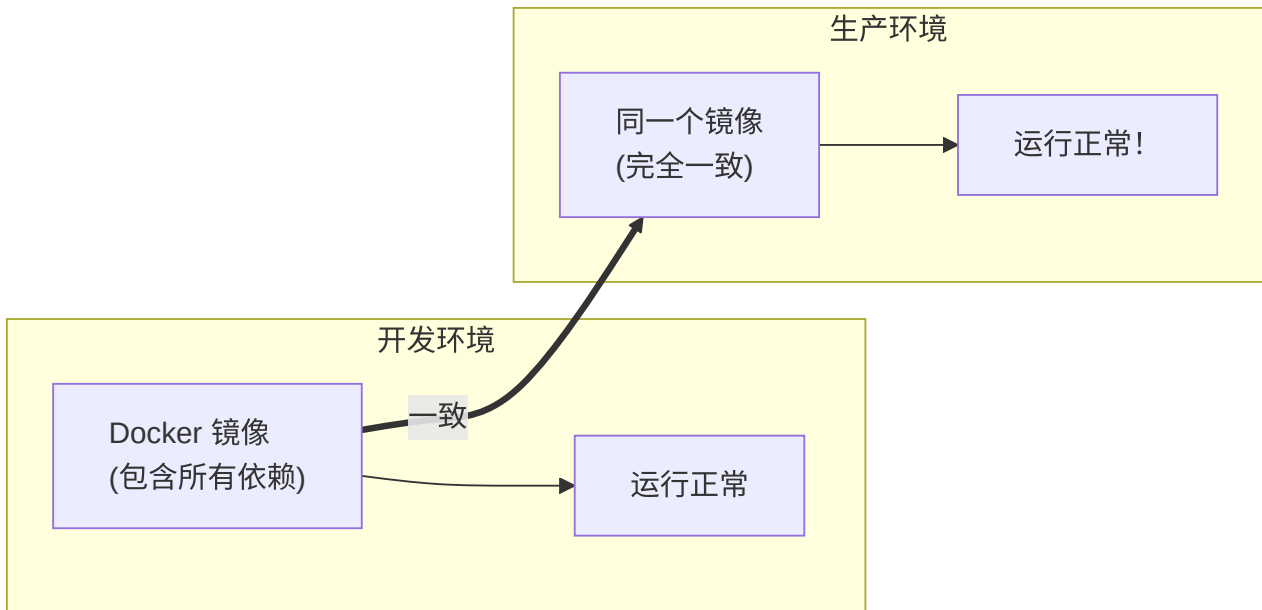 生产环境
同一个镜像
(完全一致)
运行正常！
开发环境
一致
Docker 镜像
(包含所有依赖)
运行正常